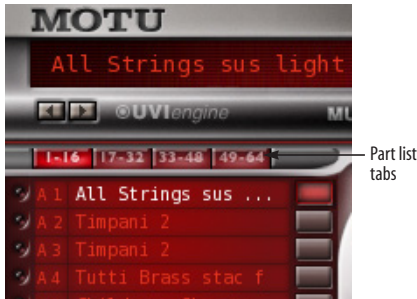 MOTU
All Strings sus light
UVIengine
MU
1-16 17-32 33-48 49-64
Part list
tabs
A 1 All Strings sus ...
A 2 Timpani 2
A 3 Timpani 2
A 4 Tutti Brass stac f